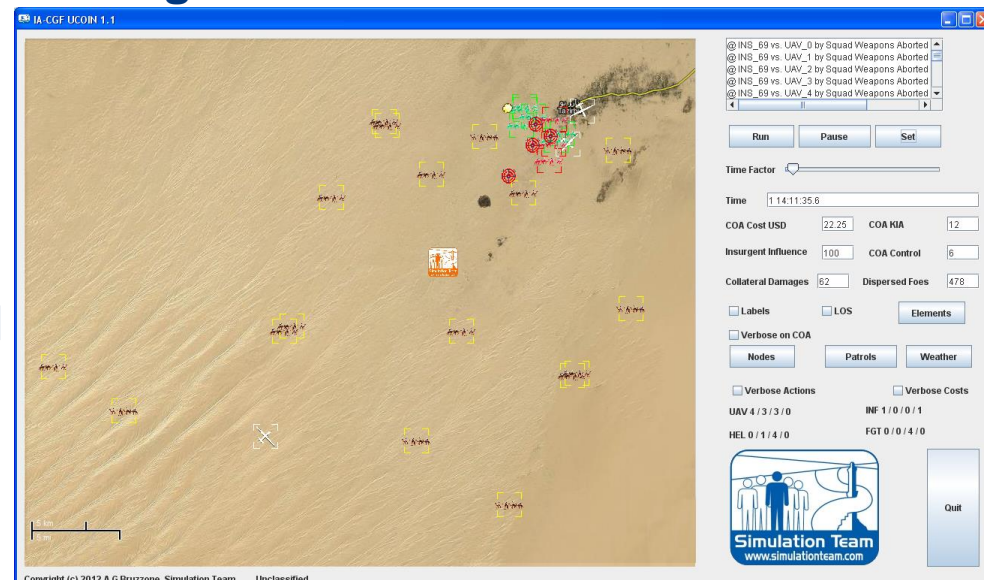 IA-CGF UCOIN 1.1
@ INS_69 vs. UAV_0 by Squad Weapons Aborted
@ INS_69 vs. UAV_1 by Squad Weapons Aborted
@ INS_69 vs. UAV_2 by Squad Weapons Aborted
@ INS_69 vs. UAV_3 by Squad Weapons Aborted
@ INS_69 vs. UAV_4 by Squad Weapons Aborted
Run Pause Set
Time Factor
Time 1 14:11:35.6
COA Cost USD 22.25 COA KIA 12
Insurgent Influence 100 COA Control 6
Collateral Damages 62 Dispersed Foes 478
Labels LOS Elements
Verbose on COA
Nodes Patrols Weather
Verbose Actions Verbose Costs
UAV 4 / 3 / 3 / 0 INF 1 / 0 / 0 / 1
HEL 0 / 1 / 4 / 0 FGT 0 / 0 / 4 / 0
Simulation Team
www.simulationteam.com
Quit
5 km
5 mi
Copyright (c) 2012 A.G.Bruzzone, Simulation Team Unclassified